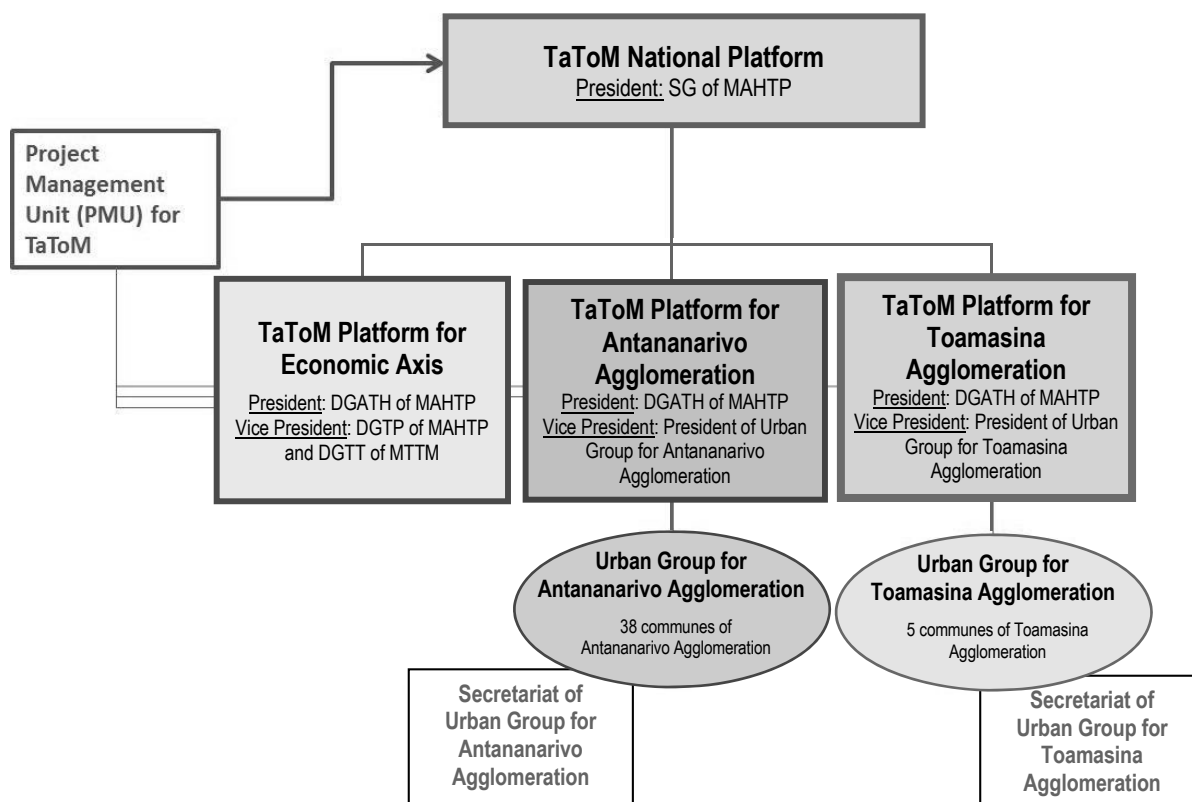 TaToM National Platform
President: SG of MAHTP
Project
Management
Unit (PMU) for
TaToM
TaToM Platform for
Economic Axis
President: DGATH of MAHTP
Vice President: DGTP of MAHTP
and DGTT of MTTM
TaToM Platform for
Antananarivo
Agglomeration
President: DGATH of MAHTP
Vice President: President of Urban
Group for Antananarivo
Agglomeration
TaToM Platform for
Toamasina
Agglomeration
President: DGATH of MAHTP
Vice President: President of Urban
Group for Toamasina
Agglomeration
Urban Group for
Antananarivo Agglomeration
38 communes of
Antananarivo Agglomeration
Urban Group for
Toamasina Agglomeration
5 communes of Toamasina
Agglomeration
Secretariat of
Urban Group for
Antananarivo
Agglomeration
Secretariat of
Urban Group for
Toamasina
Agglomeration